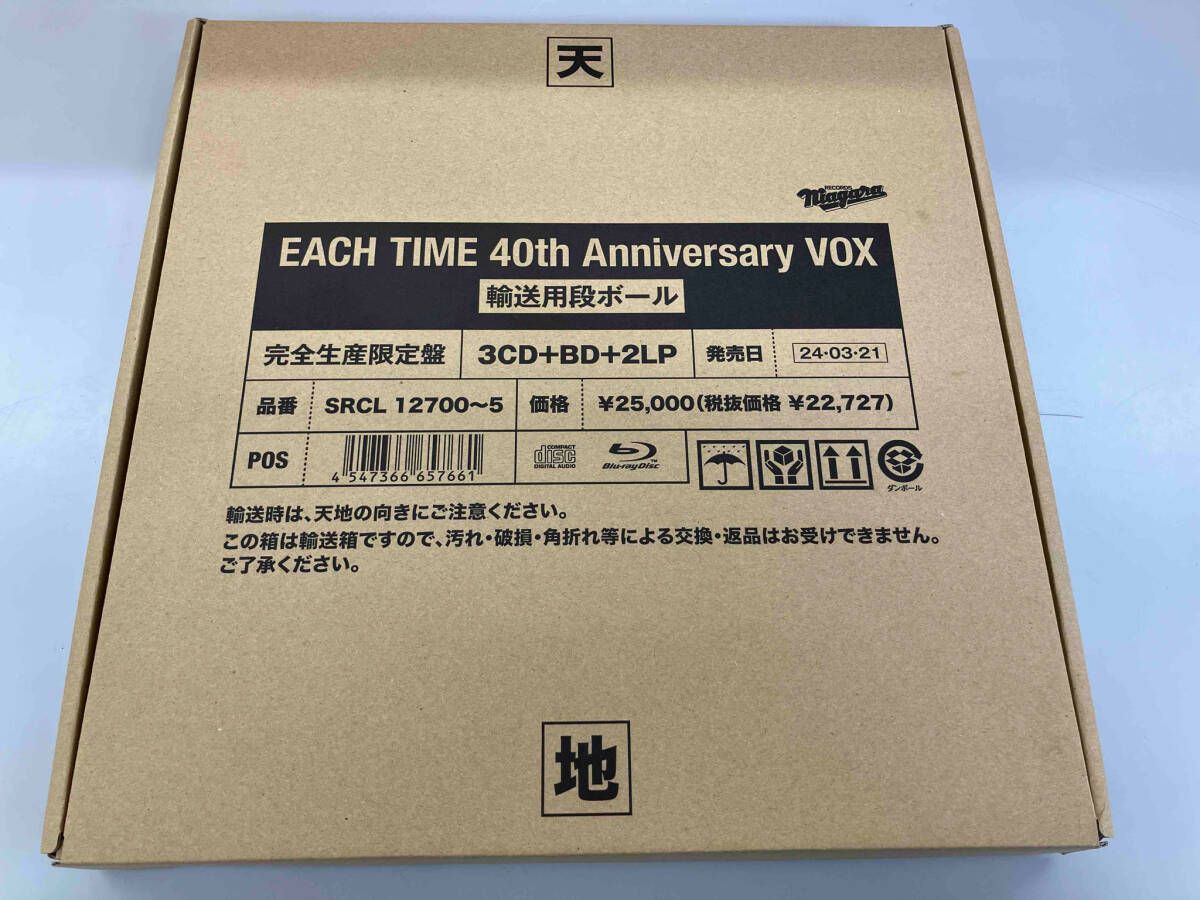 天
RECORDS
Niagara
EACH TIME 40th Anniversary VOX
輸送用段ボール
完全生産限定盤 3CD+BD+2LP 発売日 24·03·21
品番 SRCL 12700〜5 価格 ¥25,000(税抜価格 ¥22,727)
POS 4 547366 657661 COMPACT disc DIGITAL AUDIO Blu-ray Disc ダンボール
輸送時は、天地の向きにご注意ください。
この箱は輸送箱ですので、汚れ・破損・角折れ等による交換・返品はお受けできません。
ご了承ください。
地